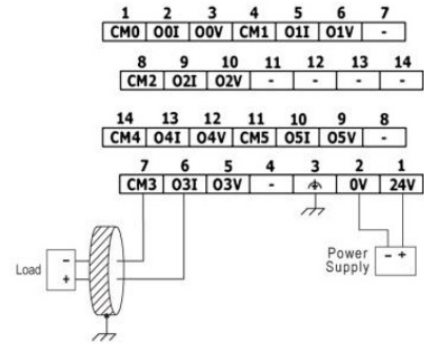 1 2 3 4 5 6 7
CM0 O0I O0V CM1 O1I O1V -
8 9 10 11 12 13 14
CM2 O2I O2V - - - -
14 13 12 11 10 9 8
CM4 O4I O4V CM5 O5I O5V -
7 6 5 4 3 2 1
CM3 O3I O3V - 0V 24V
Load - +
Power Supply - +